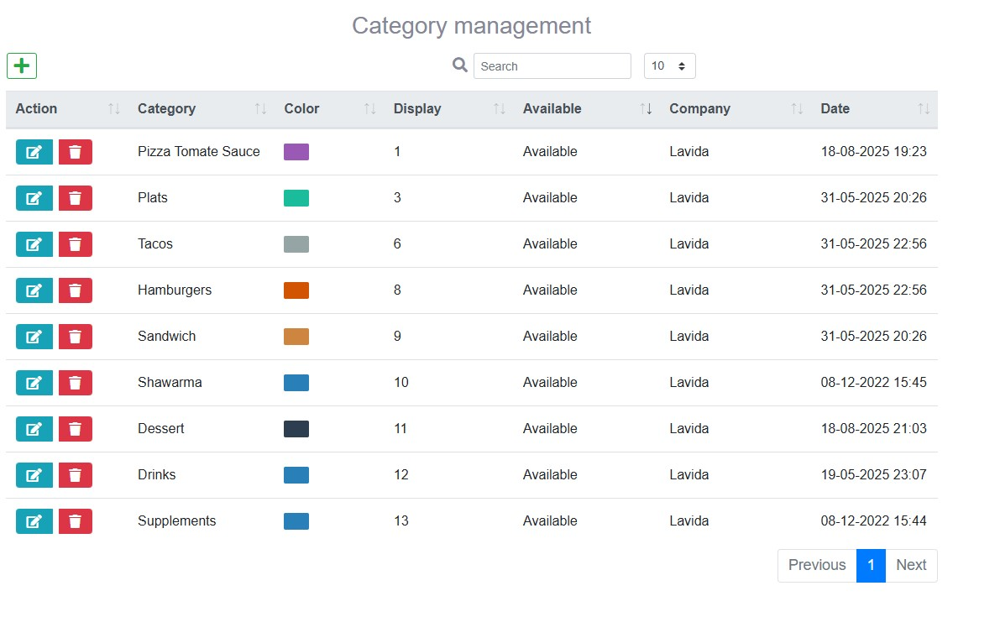 Category management
Search 10
Action Category Color Display Available Company Date
Pizza Tomate Sauce 1 Available Lavida 18-08-2025 19:23
Plats 3 Available Lavida 31-05-2025 20:26
Tacos 6 Available Lavida 31-05-2025 22:56
Hamburgers 8 Available Lavida 31-05-2025 22:56
Sandwich 9 Available Lavida 31-05-2025 20:26
Shawarma 10 Available Lavida 08-12-2022 15:45
Dessert 11 Available Lavida 18-08-2025 21:03
Drinks 12 Available Lavida 19-05-2025 23:07
Supplements 13 Available Lavida 08-12-2022 15:44
Previous 1 Next